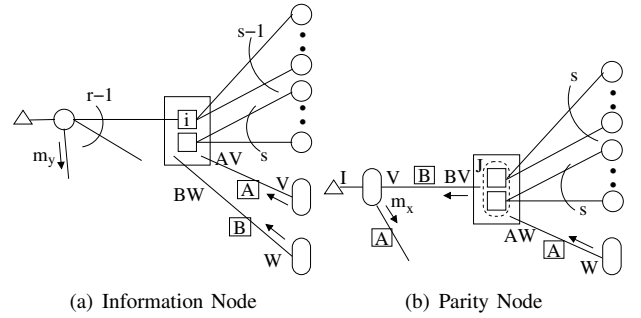 s-1
r-1
i
s
m_y
AV
V
A
BW
B
W
(a) Information Node
s
I
V
B
BV
J
m_x
s
A
AW
A
W
(b) Parity Node